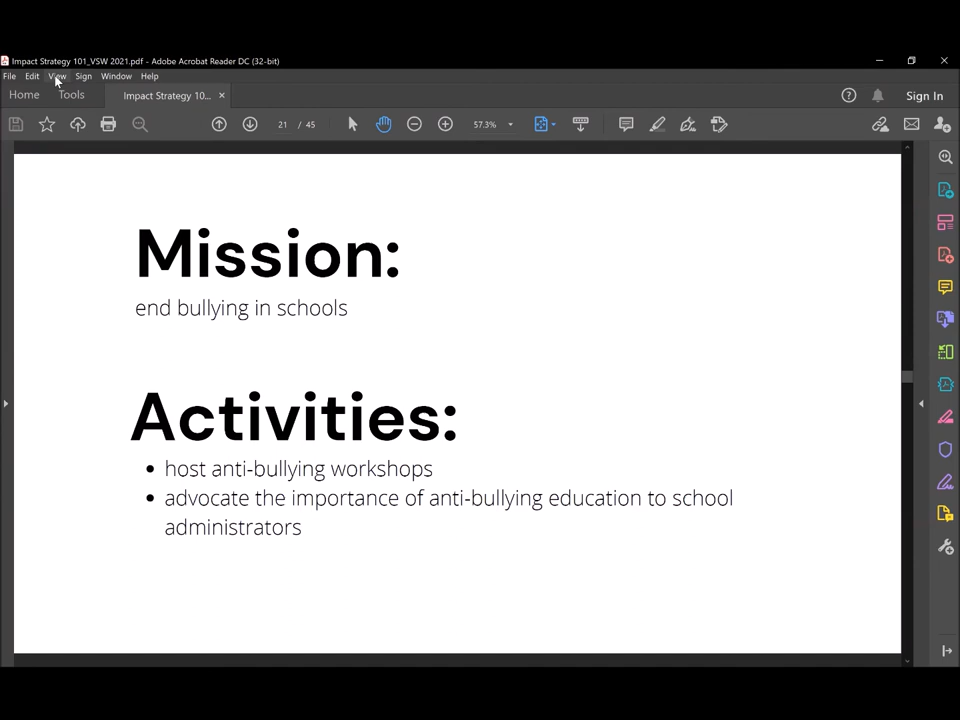 Impact Strategy 101_VSW 2021.pdf - Adobe Acrobat Reader DC (32-bit)
File Edit View Sign Window Help
Home Tools Impact Strategy 10... × Sign In
21 / 45 57.3%
Mission:
end bullying in schools
Activities:
• host anti-bullying workshops
• advocate the importance of anti-bullying education to school
administrators